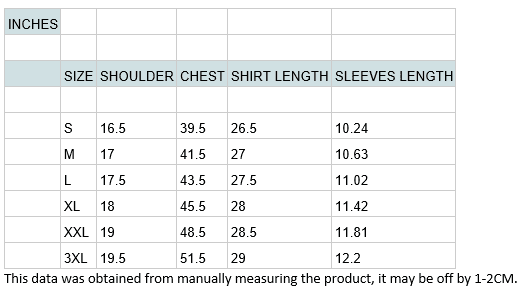 INCHES
SIZE SHOULDER CHEST SHIRT LENGTH SLEEVES LENGTH
S 16.5 39.5 26.5 10.24
M 17 41.5 27 10.63
L 17.5 43.5 27.5 11.02
XL 18 45.5 28 11.42
XXL 19 48.5 28.5 11.81
3XL 19.5 51.5 29 12.2
This data was obtained from manually measuring the product, it may be off by 1-2CM.